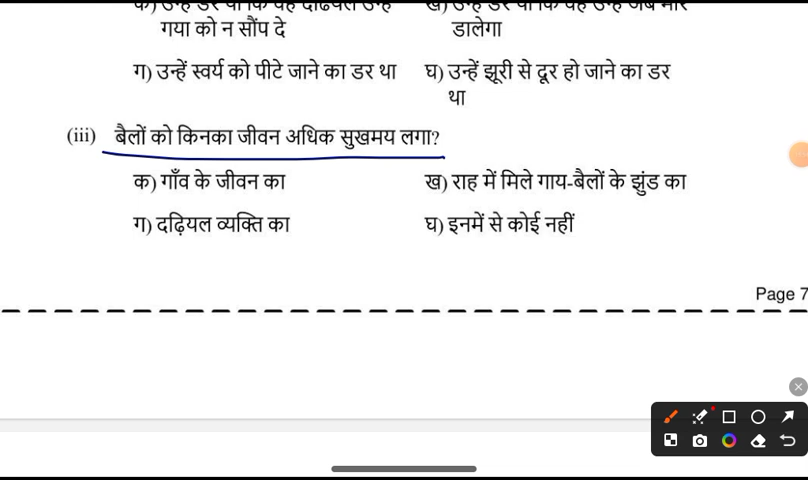 गया को न सौंप दे
डालेगा
ग) उन्हें स्वर्य को पीटे जाने का डर था
घ) उन्हें झूरी से दूर हो जाने का डर
था
(iii) बैलों को किनका जीवन अधिक सुखमय लगा?
क) गाँव के जीवन का
ख) राह में मिले गाय-बैलों के झुंड का
ग) दढ़ियल व्यक्ति का
घ) इनमें से कोई नहीं
Page 7